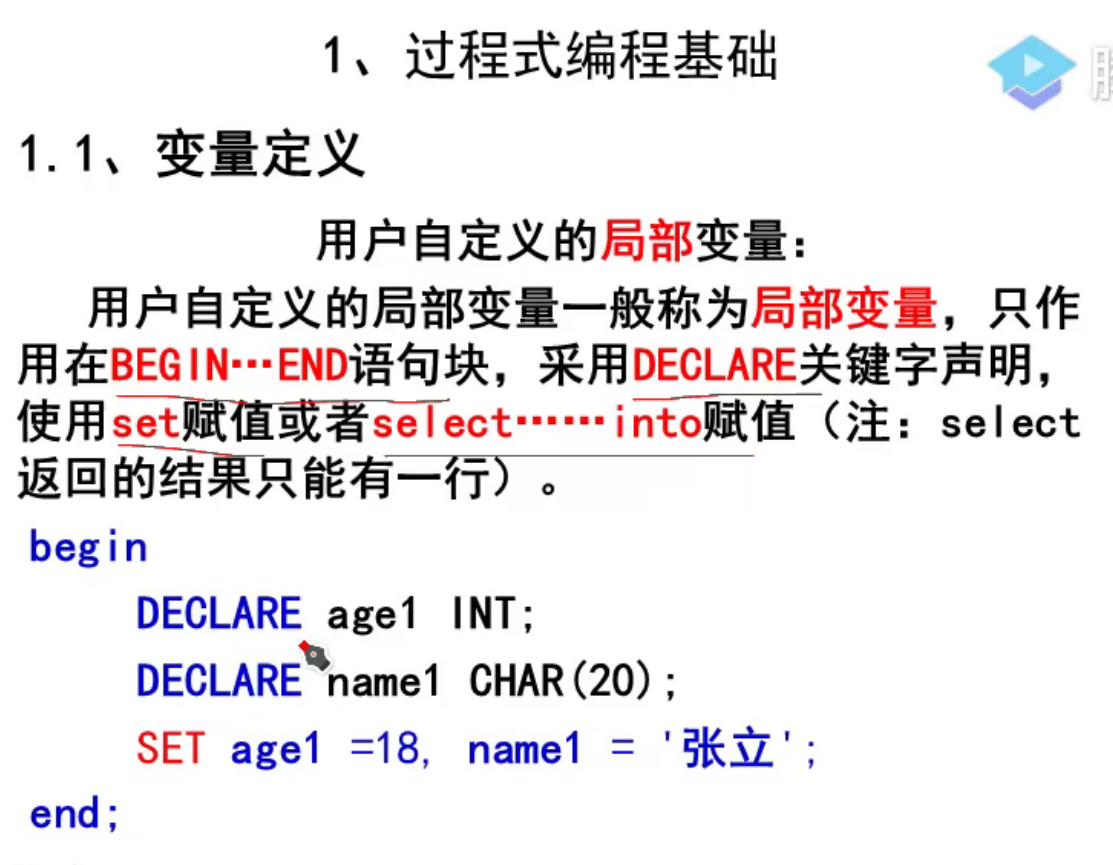 1、过程式编程基础
1.1、变量定义
用户自定义的局部变量：
用户自定义的局部变量一般称为局部变量，只作
用在BEGIN…END语句块，采用DECLARE关键字声明，
使用set赋值或者select……into赋值（注：select
返回的结果只能有一行）。
begin
DECLARE age1 INT;
DECLARE name1 CHAR(20);
SET age1 =18, name1 = '张立';
end;